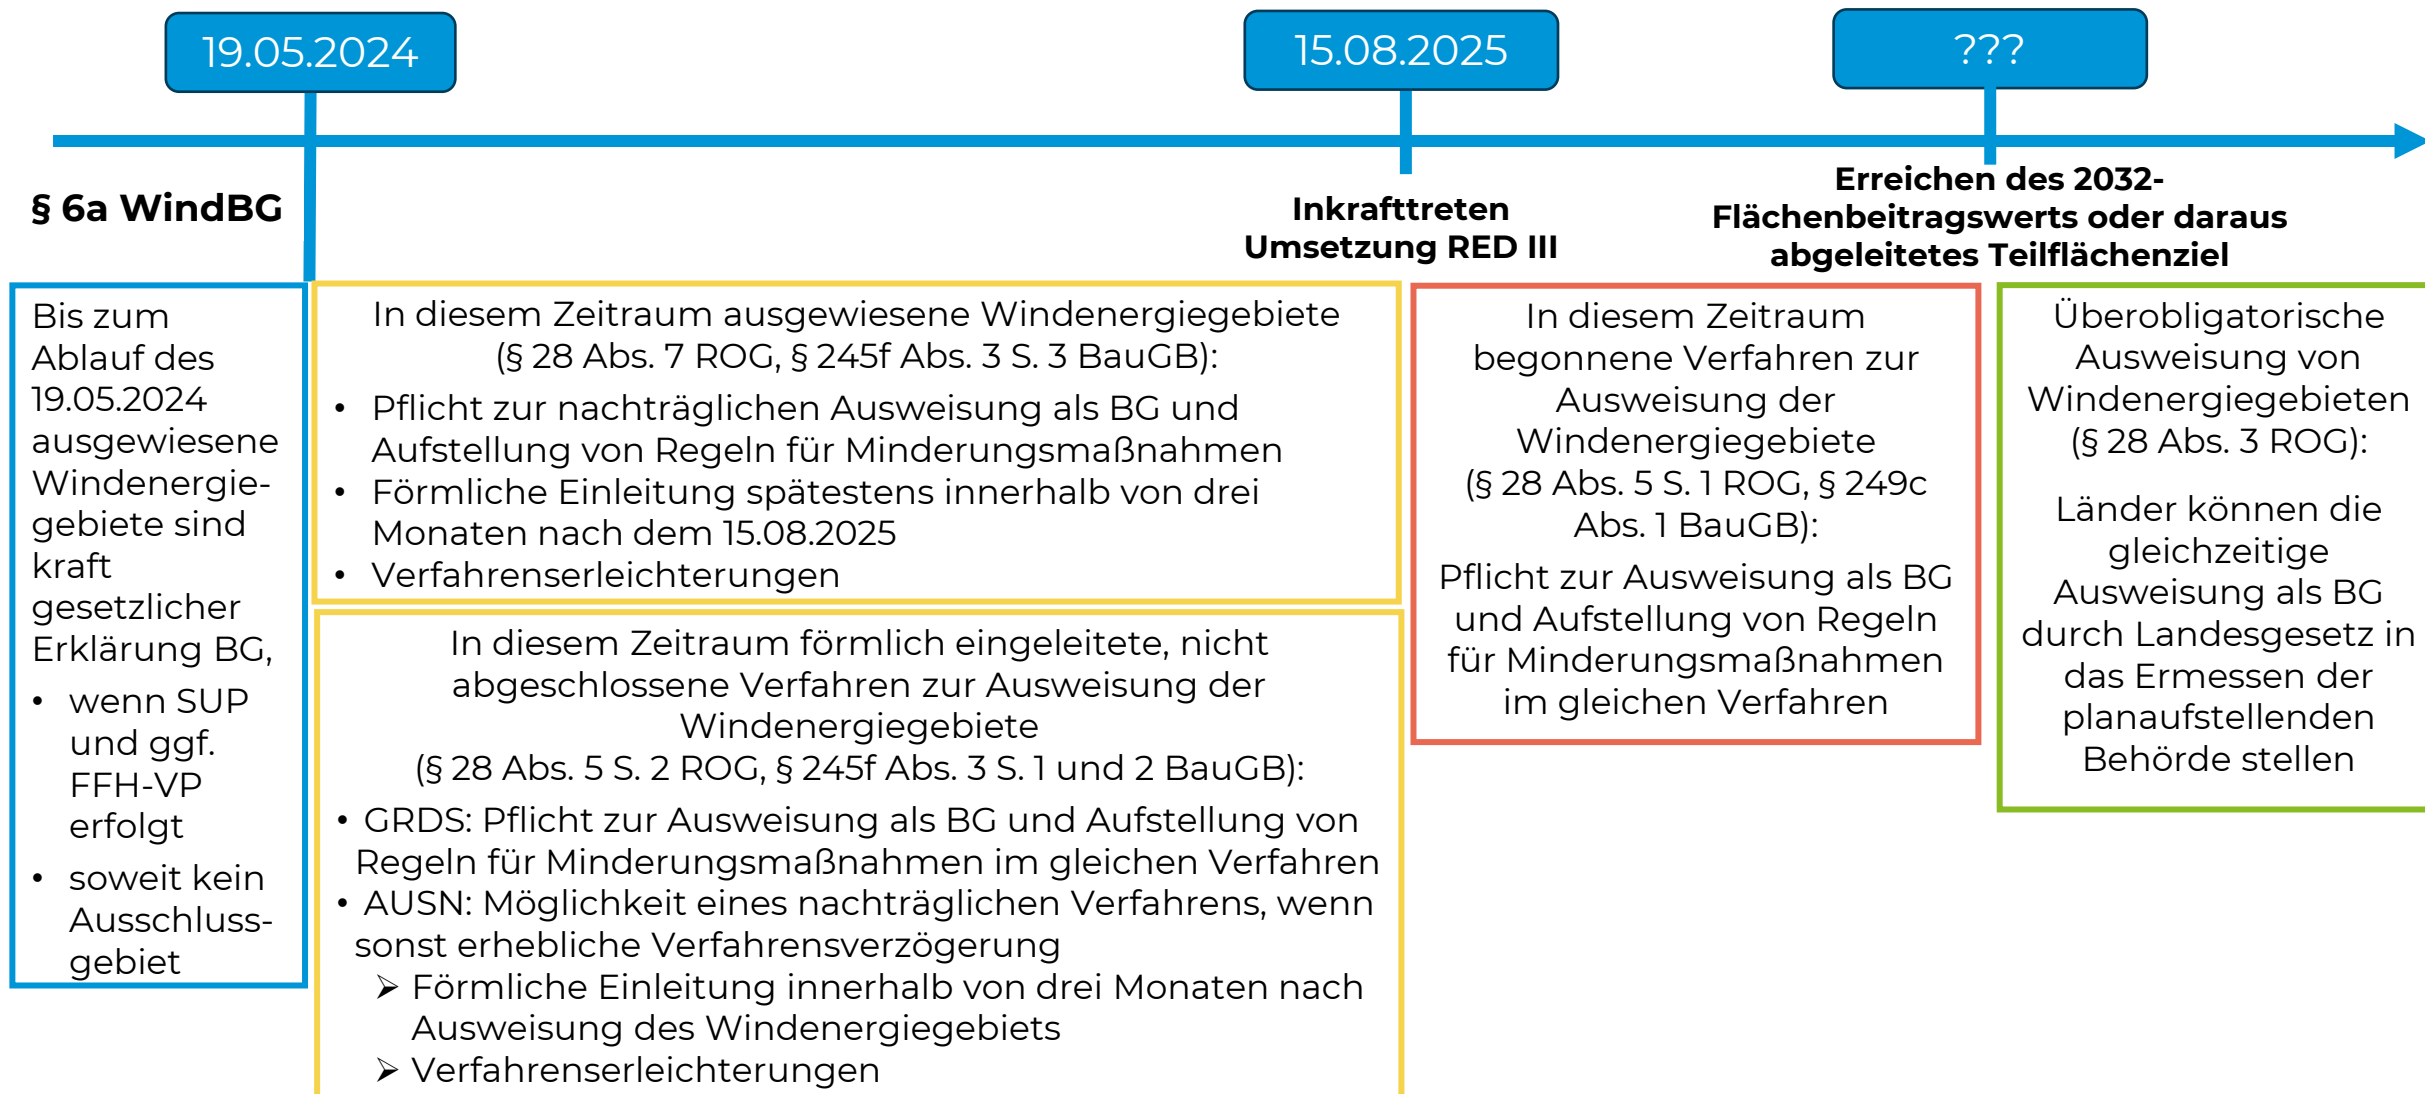 19.05.2024
15.08.2025
???
§ 6a WindBG
Inkrafttreten
Umsetzung RED III
Erreichen des 2032-
Flächenbeitragswerts oder daraus
abgeleitetes Teilflächenziel
Bis zum
Ablauf des
19.05.2024
ausgewiesene
Windenergie-
gebiete sind
kraft
gesetzlicher
Erklärung BG,
• wenn SUP
und ggf.
FFH-VP
erfolgt
• soweit kein
Ausschluss-
gebiet
In diesem Zeitraum ausgewiesene Windenergiegebiete
(§ 28 Abs. 7 ROG, § 245f Abs. 3 S. 3 BauGB):
• Pflicht zur nachträglichen Ausweisung als BG und
Aufstellung von Regeln für Minderungsmaßnahmen
• Förmliche Einleitung spätestens innerhalb von drei
Monaten nach dem 15.08.2025
• Verfahrenserleichterungen
In diesem Zeitraum förmlich eingeleitete, nicht
abgeschlossene Verfahren zur Ausweisung der
Windenergiegebiete
(§ 28 Abs. 5 S. 2 ROG, § 245f Abs. 3 S. 1 und 2 BauGB):
• GRDS: Pflicht zur Ausweisung als BG und Aufstellung von
Regeln für Minderungsmaßnahmen im gleichen Verfahren
• AUSN: Möglichkeit eines nachträglichen Verfahrens, wenn
sonst erhebliche Verfahrensverzögerung
➢ Förmliche Einleitung innerhalb von drei Monaten nach
Ausweisung des Windenergiegebiets
➢ Verfahrenserleichterungen
In diesem Zeitraum
begonnene Verfahren zur
Ausweisung der
Windenergiegebiete
(§ 28 Abs. 5 S. 1 ROG, § 249c
Abs. 1 BauGB):
Pflicht zur Ausweisung als BG
und Aufstellung von Regeln
für Minderungsmaßnahmen
im gleichen Verfahren
Überobligatorische
Ausweisung von
Windenergiegebieten
(§ 28 Abs. 3 ROG):
Länder können die
gleichzeitige
Ausweisung als BG
durch Landesgesetz in
das Ermessen der
planaufstellenden
Behörde stellen